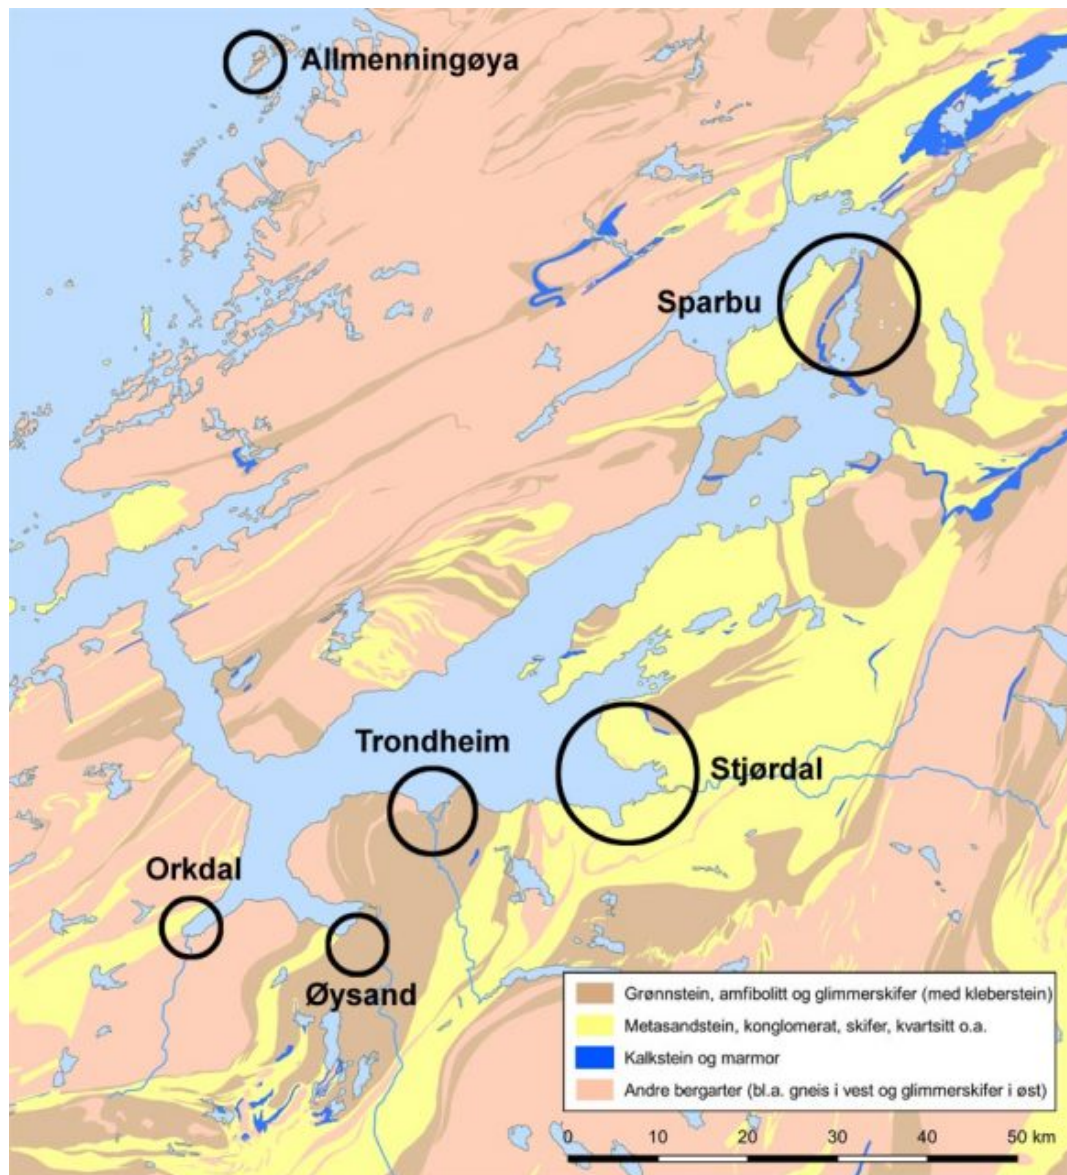 Allmenningøya
Sparbu
Trondheim
Stjørdal
Orkdal
Øysand
Grønnstein, amfibolitt og glimmerskifer (med kleberstein)
Metasandstein, konglomerat, skifer, kvartsitt o.a.
Kalkstein og marmor
Andre bergarter (bl.a. gneis i vest og glimmerskifer i øst)
0 10 20 30 40 50 km